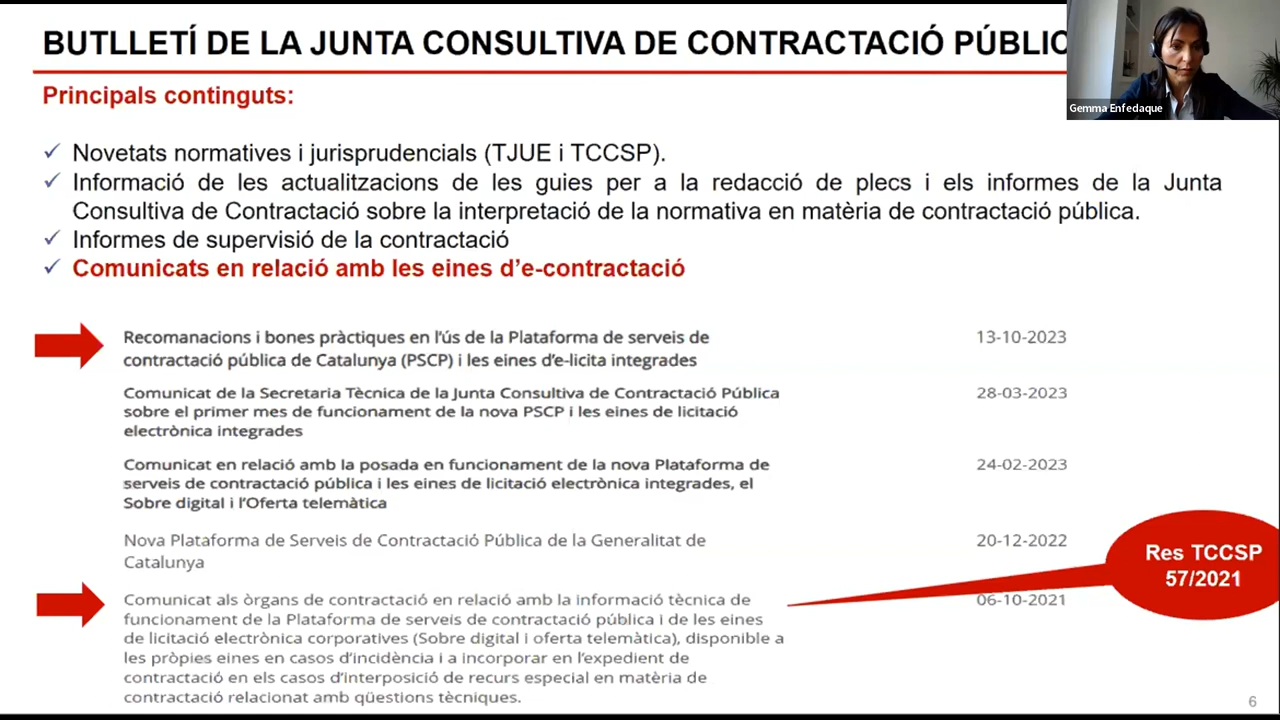 BUTLLETÍ DE LA JUNTA CONSULTIVA DE CONTRACTACIÓ
Gemma Enfedaque
Principals continguts:
Novetats normatives i jurisprudencials (TJUE i TCCSP).
Informació de les actualitzacions de les guies per a la redacció de plecs i els informes de la Junta
Consultiva de Contractació sobre la interpretació de la normativa en matèria de contractació pública.
Informes de supervisió de la contractació
Comunicats en relació amb les eines d'e-contractació
Recomanacions i bones pràctiques en l'ús de la Plataforma de serveis de
contractació pública de Catalunya (PSCP) i les eines d'e-licita integrades
13-10-2023
Comunicat de la Secretaria Tècnica de la Junta Consultiva de Contractació Pública
sobre el primer mes de funcionament de la nova PSCP i les eines de licitació
electrònica integrades
28-03-2023
Comunicat en relació amb la posada en funcionament de la nova Plataforma de
serveis de contractació pública i les eines de licitació electrònica integrades, el
Sobre digital i l'Oferta telemàtica
24-02-2023
Nova Plataforma de Serveis de Contractació Pública de la Generalitat de
Catalunya
20-12-2022
Res TCCSP
57/2021
Comunicat als òrgans de contractació en relació amb la informació tècnica de
funcionament de la Plataforma de serveis de contractació pública i de les eines
de licitació electrònica corporatives (Sobre digital i oferta telemàtica), disponible a
les pròpies eines en casos d'incidència i a incorporar en l'expedient de
contractació en els casos d'interposició de recurs especial en matèria de
contractació relacionat amb qüestions tècniques.
06-10-2021
6